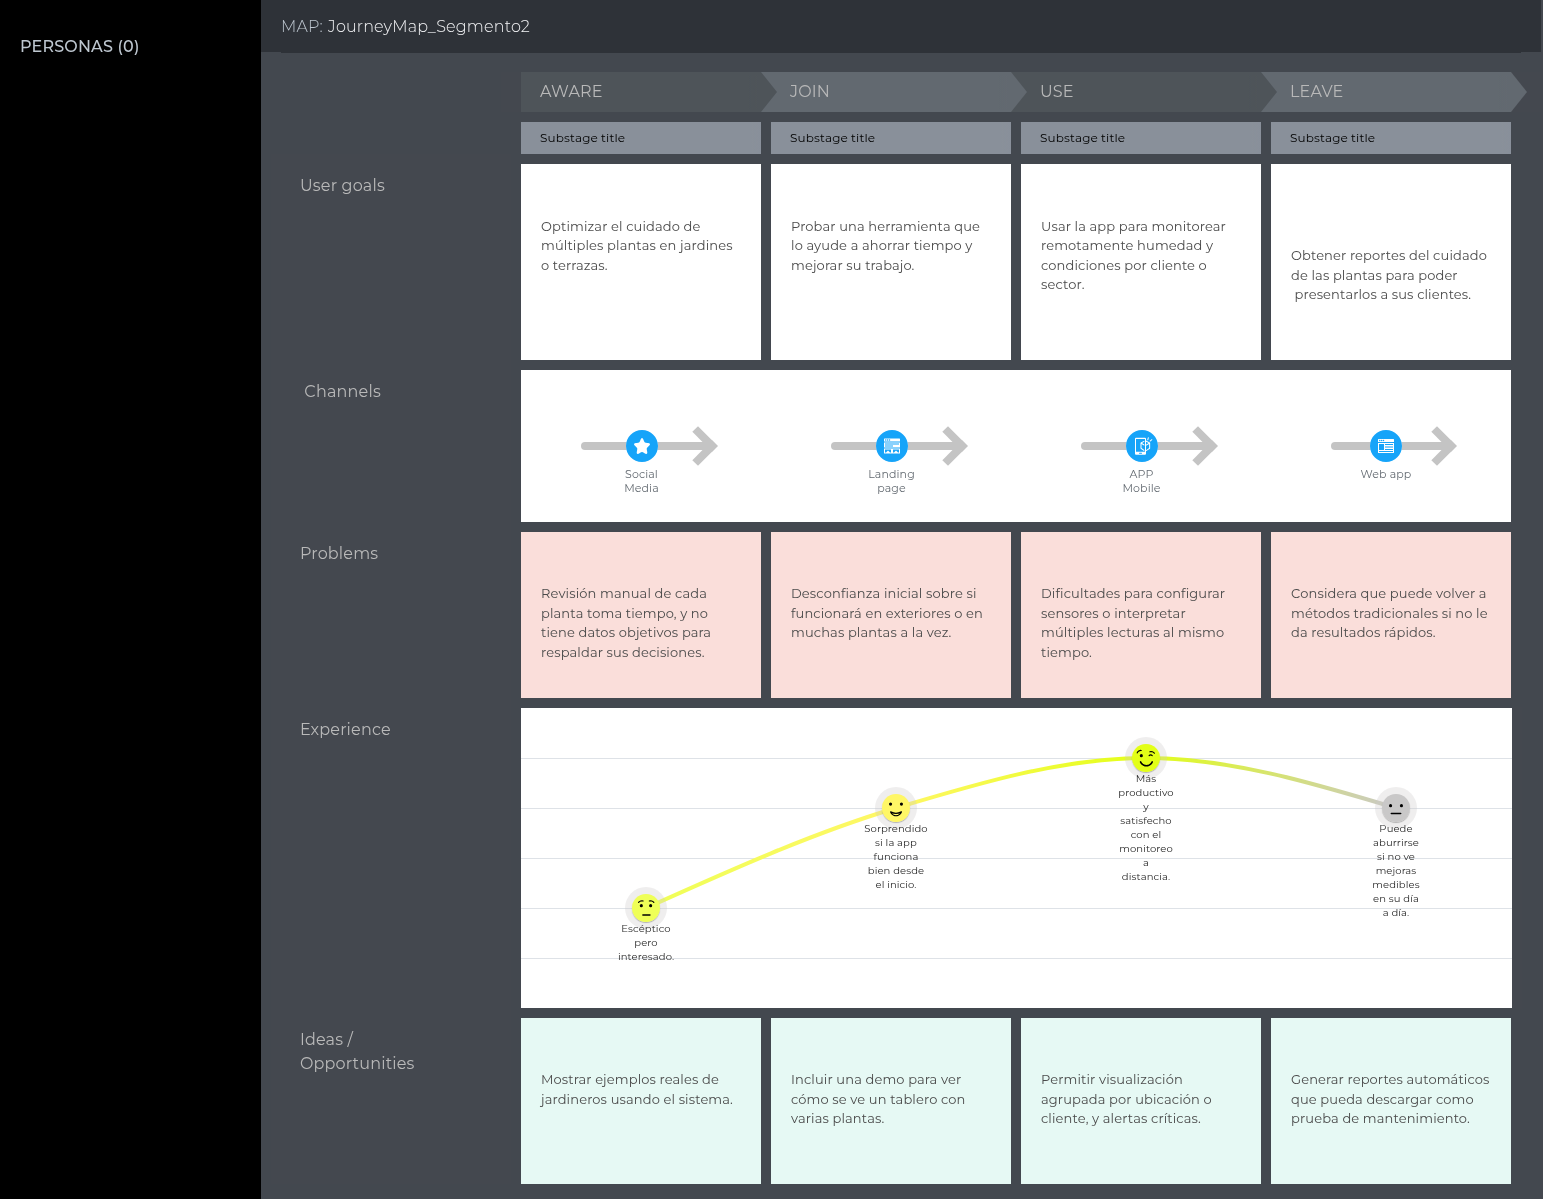 PERSONAS (0)
MAP: JourneyMap_Segmento2
AWARE
JOIN
USE
LEAVE
Substage title
Substage title
Substage title
Substage title
User goals
Optimizar el cuidado de
múltiples plantas en jardines
o terrazas.
Probar una herramienta que
lo ayude a ahorrar tiempo y
mejorar su trabajo.
Usar la app para monitorear
remotamente humedad y
condiciones por cliente o
sector.
Obtener reportes del cuidado
de las plantas para poder
presentarlos a sus clientes.
Channels
Social
Media
Landing
page
APP
Mobile
Web app
Problems
Revisión manual de cada
planta toma tiempo, y no
tiene datos objetivos para
respaldar sus decisiones.
Desconfianza inicial sobre si
funcionará en exteriores o en
muchas plantas a la vez.
Dificultades para configurar
sensores o interpretar
múltiples lecturas al mismo
tiempo.
Considera que puede volver a
métodos tradicionales si no le
da resultados rápidos.
Experience
Escéptico
pero
interesado.
Sorprendido
si la app
funciona
bien desde
el inicio.
Más
productivo
y
satisfecho
con el
monitoreo
a
distancia.
Puede
aburrirse
si no ve
mejoras
medibles
en su día
a día.
Ideas /
Opportunities
Mostrar ejemplos reales de
jardineros usando el sistema.
Incluir una demo para ver
cómo se ve un tablero con
varias plantas.
Permitir visualización
agrupada por ubicación o
cliente, y alertas críticas.
Generar reportes automáticos
que pueda descargar como
prueba de mantenimiento.